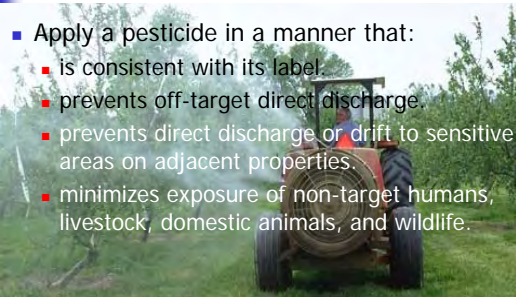 Apply a pesticide in a manner that:
is consistent with its label.
prevents off-target direct discharge.
prevents direct discharge or drift to sensitive
areas on adjacent properties.
minimizes exposure of non-target humans,
livestock, domestic animals, and wildlife.